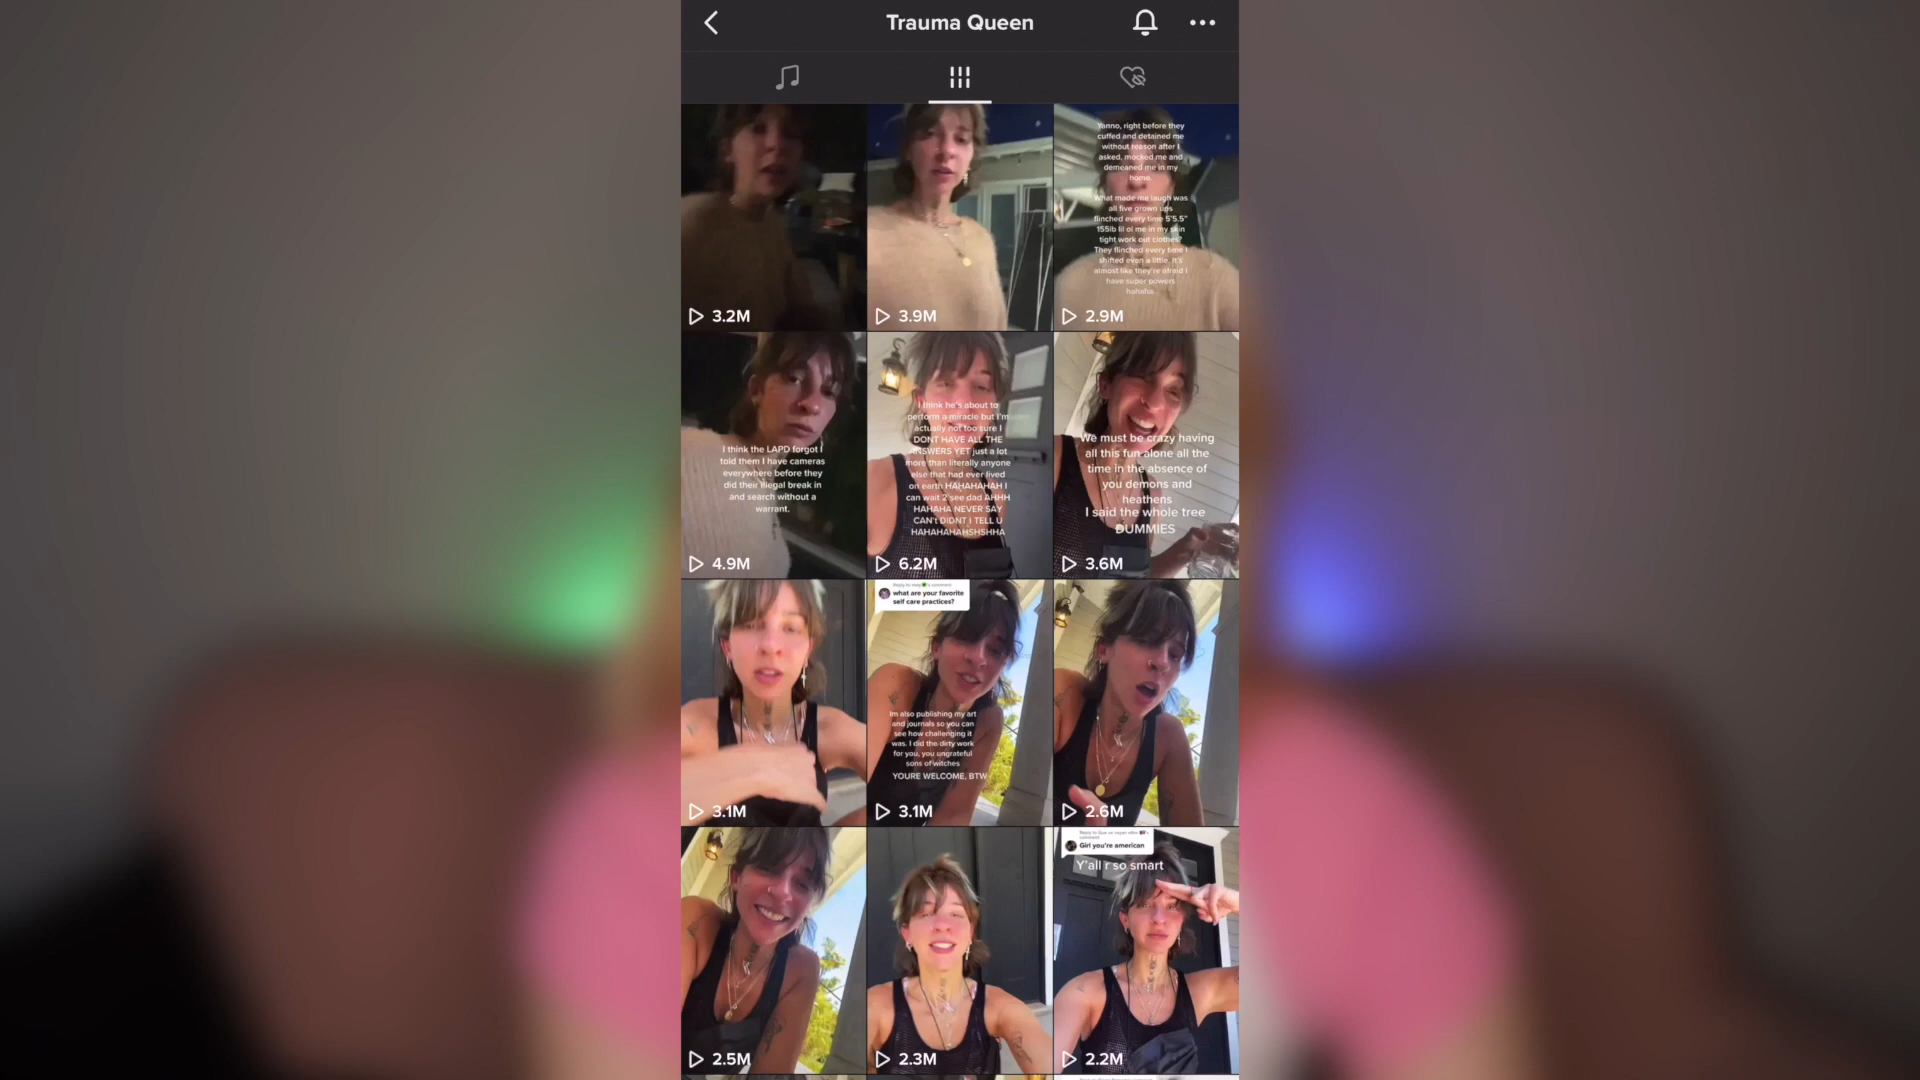 Trauma Queen
Yanno, right before they
cuffed and detained me
without reason after I
asked, mocked me and
demeaned me in my
home.
What made me laugh was
all five grown ups
flinched every time 5'5.5"
155lb lil ol me in my skin
tight work out clothes?
They flinched every time I
shifted even a little. It's
almost like they're afraid I
have super powers
hahaha
3.2M
3.9M
2.9M
I think the LAPD forgot I
told them I have cameras
everywhere before they
did their illegal break in
and search without a
warrant.
I think he's about to
perform a miracle but I'm
actually not too sure I
DONT HAVE ALL THE
ANSWERS YET just a lot
more than literally anyone
else that had ever lived
on earth HAHAHAHAH I
can wait 2 see dad AHHH
HAHAHA NEVER SAY
CAN't DIDNT I TELL U
HAHAHAHAHSHSHHA
We must be crazy having
all this fun alone all the
time in the absence of
you demons and
heathens
I said the whole tree
DUMMIES
4.9M
6.2M
3.6M
what are your favorite
self care practices?
Im also publishing my art
and journals so you can
see how challenging it
was. I did the dirty work
for you, you ungrateful
sons of witches
YOURE WELCOME, BTW
3.1M
3.1M
2.6M
Girl you're american
Y'all r so smart
2.5M
2.3M
2.2M